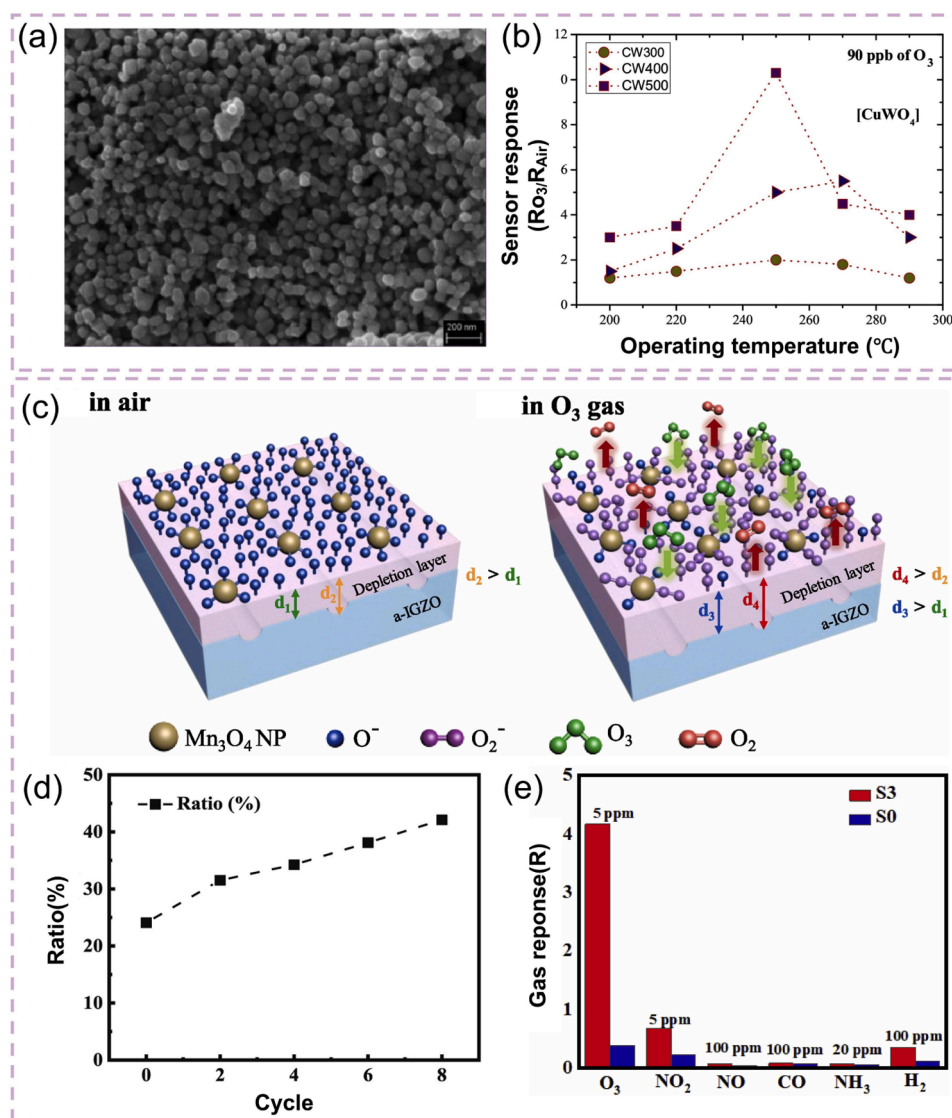 (a)
200 nm
(b)
CW300
CW400
CW500
90 ppb of O₃
[CuWO₄]
12
0
8
6
4
2
0
Sensor response
(Ro₃/R_Air)
200 220 240 260 280 300
Operating temperature (℃)
(c)
in air
in O₃ gas
d₁
d₂
Depletion layer
a-IGZO
d₂ > d₁
d₃
d₄
Depletion layer
a-IGZO
d₄ > d₂
d₃ > d₁
Mn₃O₄ NP
O⁻
O₂⁻
O₃
O₂
(d)
Ratio (%)
50
40
30
20
10
0
Ratio(%)
0 2 4 6 8
Cycle
(e)
S3
S0
5
4
3
2
1
0
Gas reponse(R)
5 ppm
5 ppm
100 ppm
100 ppm
20 ppm
100 ppm
O₃ NO₂ NO CO NH₃ H₂